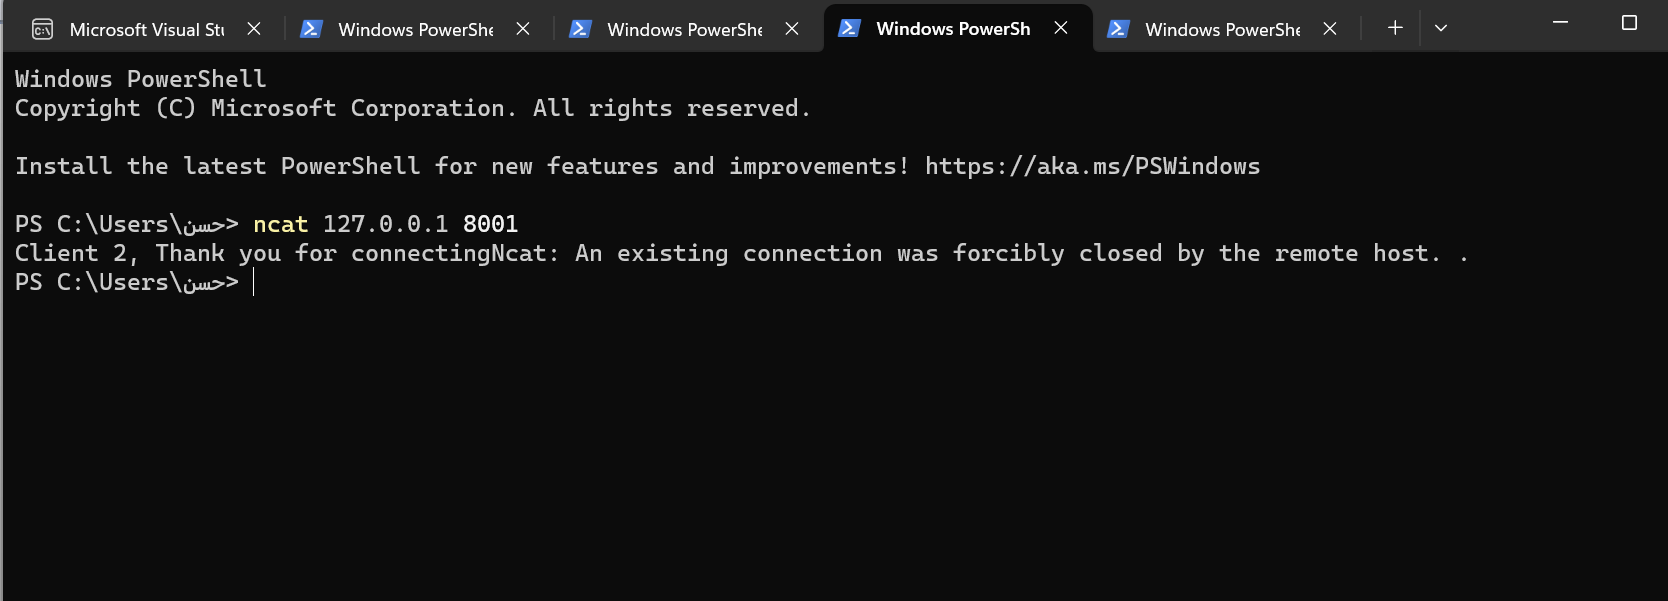 Microsoft Visual Stu
Windows PowerShe
Windows PowerShe
Windows PowerSh
Windows PowerShe
Windows PowerShell
Copyright (C) Microsoft Corporation. All rights reserved.
Install the latest PowerShell for new features and improvements! https://aka.ms/PSWindows
PS C:\Users\حسن> ncat 127.0.0.1 8001
Client 2, Thank you for connectingNcat: An existing connection was forcibly closed by the remote host. .
PS C:\Users\حسن>